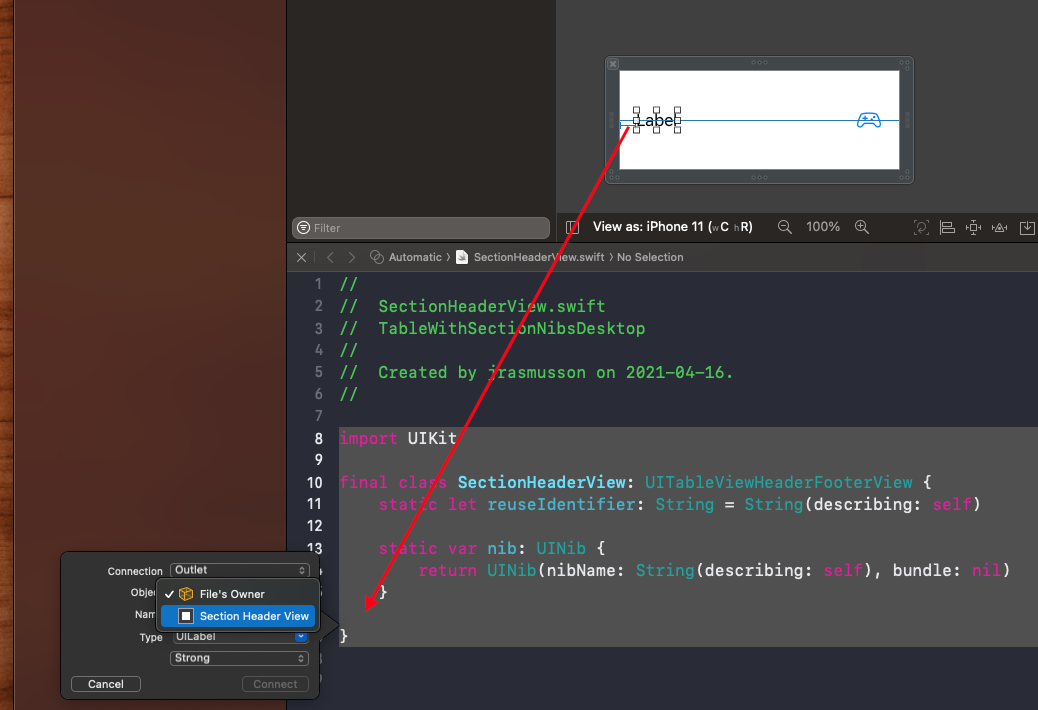 Label
Filter
View as: iPhone 11 (wC hR)
100%
Automatic
SectionHeaderView.swift
No Selection
1 //
2 //  SectionHeaderView.swift
3 //  TableWithSectionNibsDesktop
4 //
5 //  Created by jrasmusson on 2021-04-16.
6 //
7
8 import UIKit
9
10 final class SectionHeaderView: UITableViewHeaderFooterView {
11     static let reuseIdentifier: String = String(describing: self)
12
13     static var nib: UINib {
        return UINib(nibName: String(describing: self), bundle: nil)
    }
}
Connection Outlet
File's Owner
Section Header View
Type UILabel
Strong
Cancel
Connect